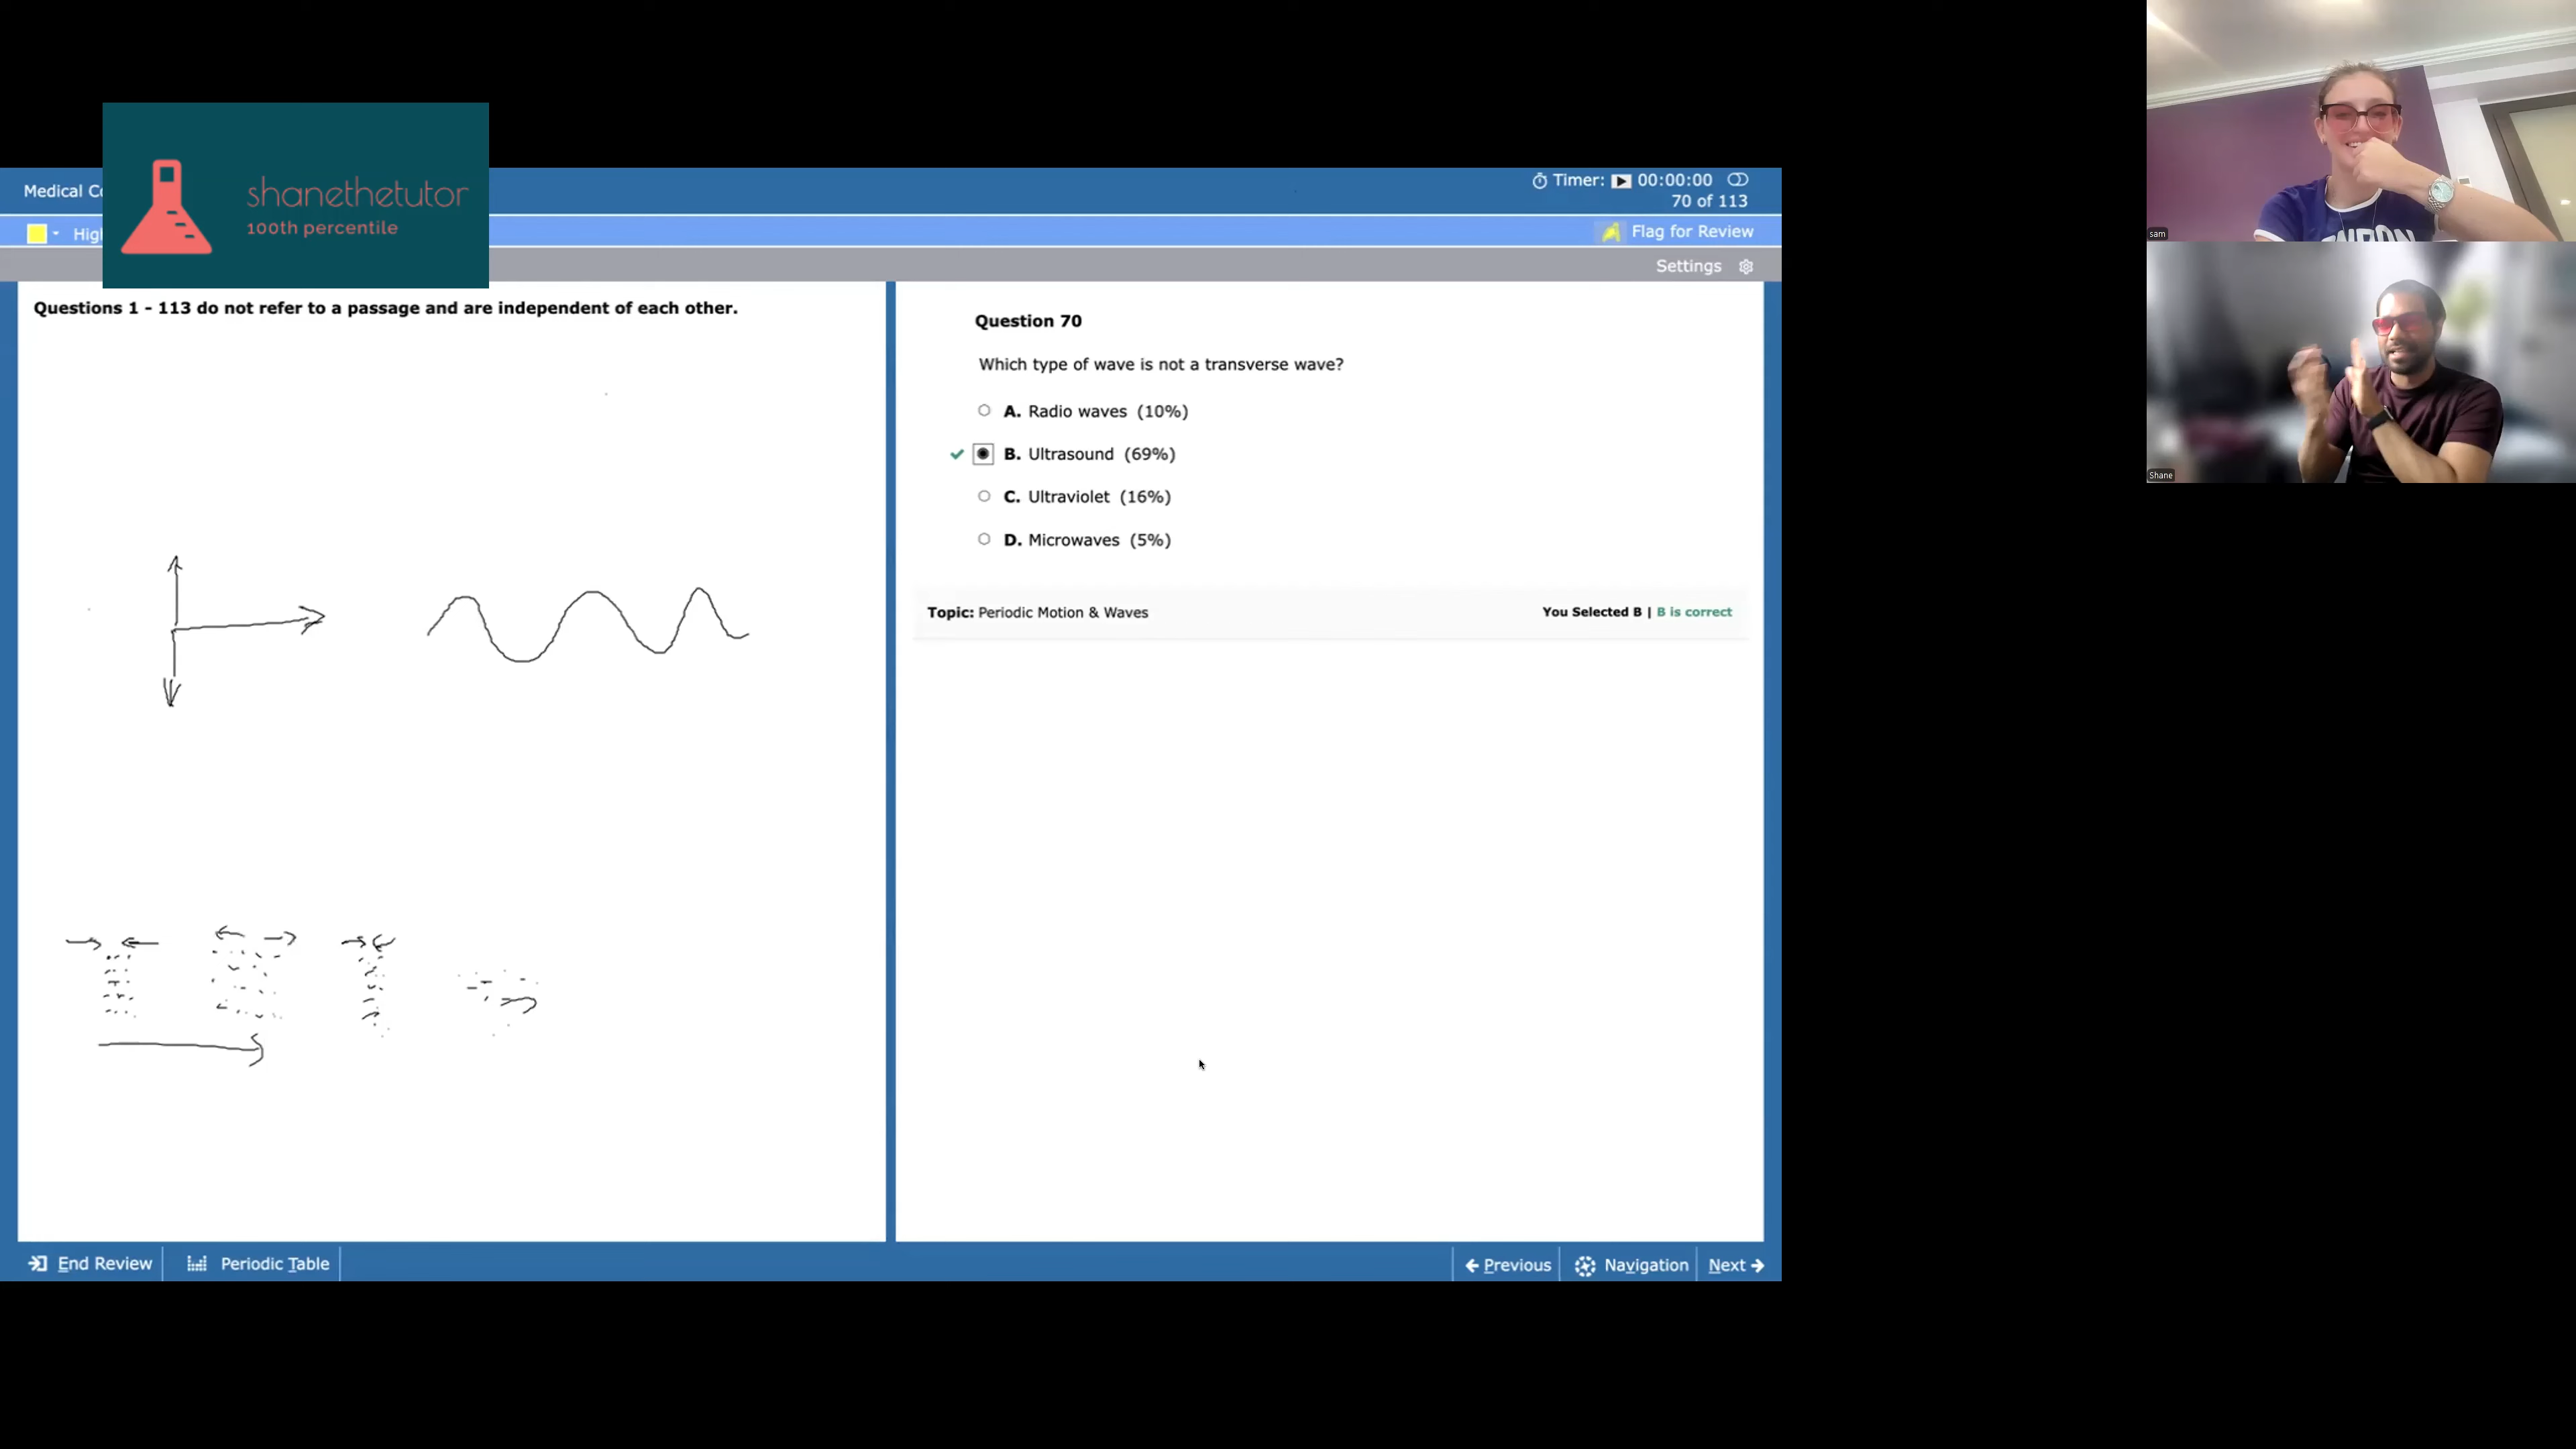 Medical Co
shanethetutor
100th percentile
Timer: 00:00:00
70 of 113
High
Flag for Review
Settings
Questions 1 - 113 do not refer to a passage and are independent of each other.
Question 70
Which type of wave is not a transverse wave?
A. Radio waves (10%)
B. Ultrasound (69%)
C. Ultraviolet (16%)
D. Microwaves (5%)
Topic: Periodic Motion & Waves
You Selected B | B is correct
End Review
Periodic Table
Previous
Navigation
Next
sam
Shane